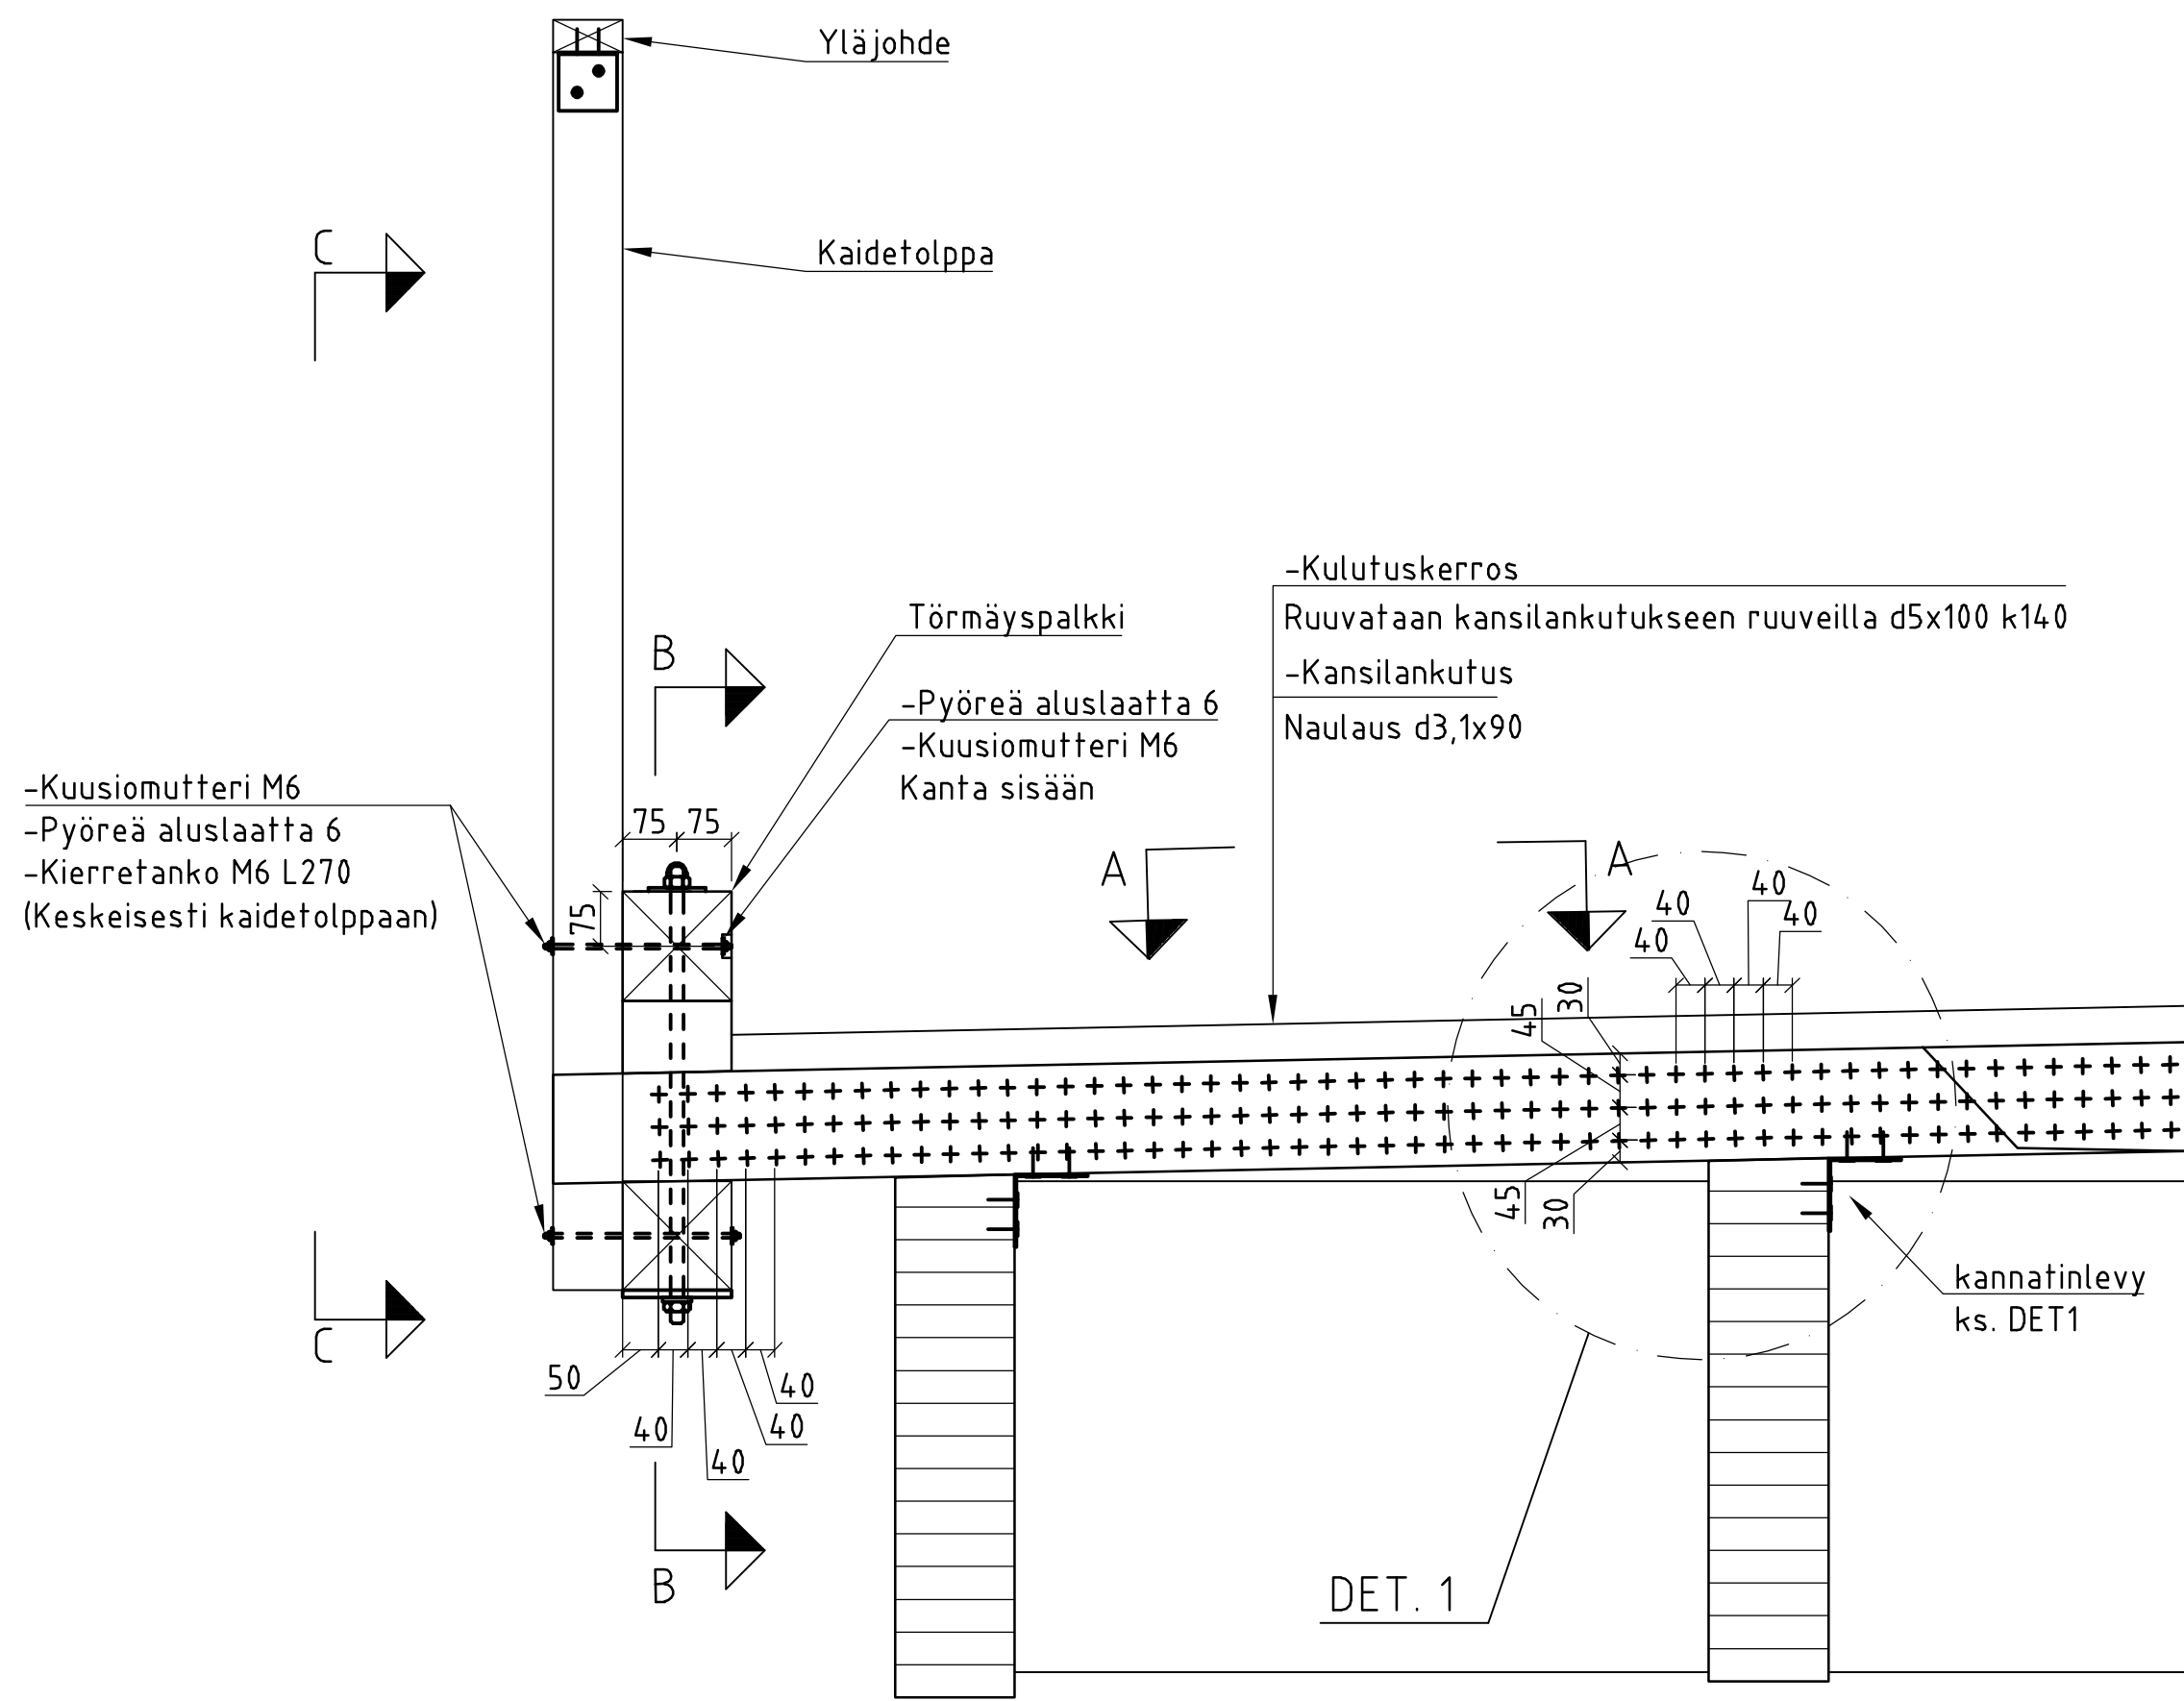 Yläjohde
C
Kaidetolppa
-Kulutuskerros
Ruuvataan kansilankutukseen ruuveilla d5x100 k140
-Kansilankutus
Naulaus d3,1x90
Törmäyspalkki
B
-Pyöreä aluslaatta 6
-Kuusiomutteri M6
Kanta sisään
-Kuusiomutteri M6
-Pyöreä aluslaatta 6
-Kierretanko M6 L270
(Keskeisesti kaidetolppaan)
75 75
75
A
A
40
40
40
40
30
45
45
30
kannatinlevy
ks. DET1
C
50
40
40
40
40
B
DET. 1